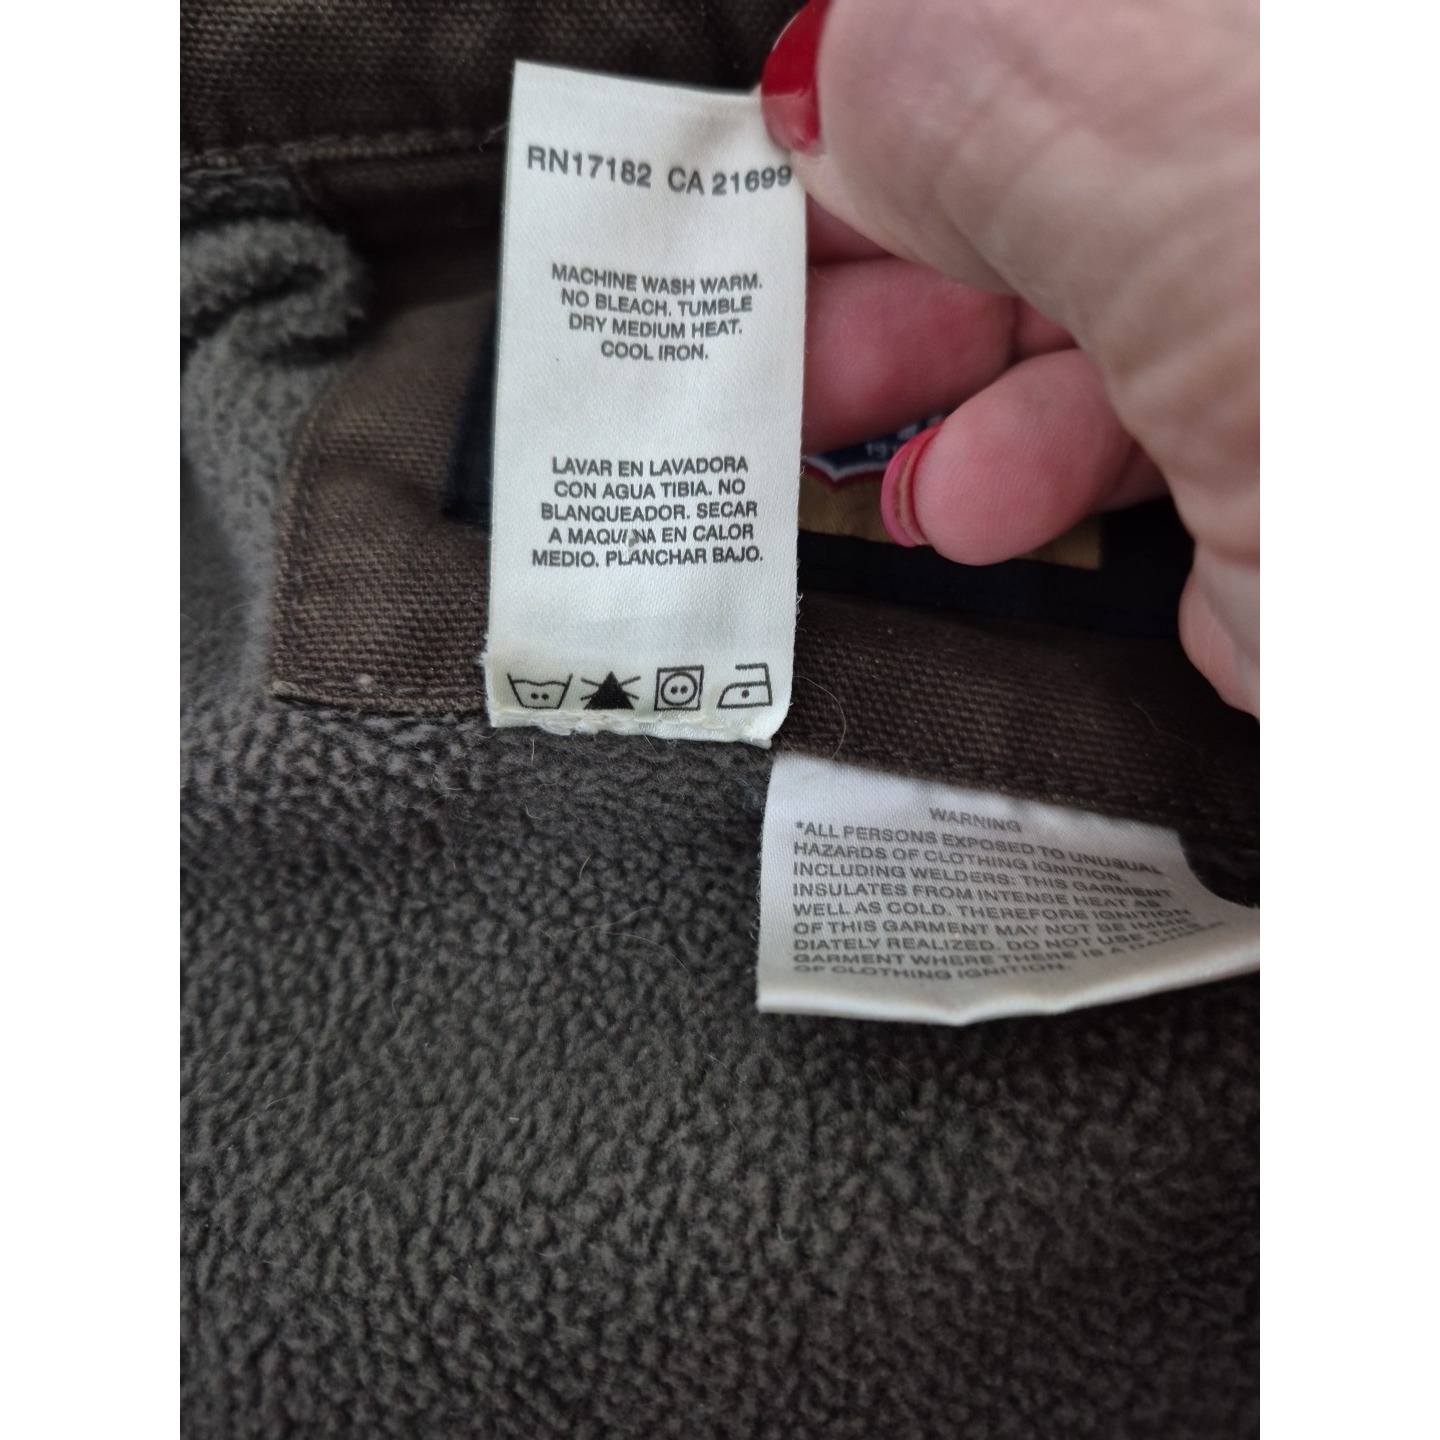 RN17182 CA 21699
MACHINE WASH WARM.
NO BLEACH. TUMBLE
DRY MEDIUM HEAT.
COOL IRON.
LAVAR EN LAVADORA
CON AGUA TIBIA. NO
BLANQUEADOR. SECAR
A MAQUINA EN CALOR
MEDIO. PLANCHAR BAJO.
WARNING
*ALL PERSONS EXPOSED TO UNUSUAL
HAZARDS OF CLOTHING IGNITION.
INCLUDING WELDERS: THIS GARMENT
INSULATES FROM INTENSE HEAT AS
WELL AS COLD. THEREFORE IGNITION
OF THIS GARMENT MAY NOT BE IMME-
DIATELY REALIZED. DO NOT USE THIS
GARMENT WHERE THERE IS A
OF CLOTHING IGNITION.